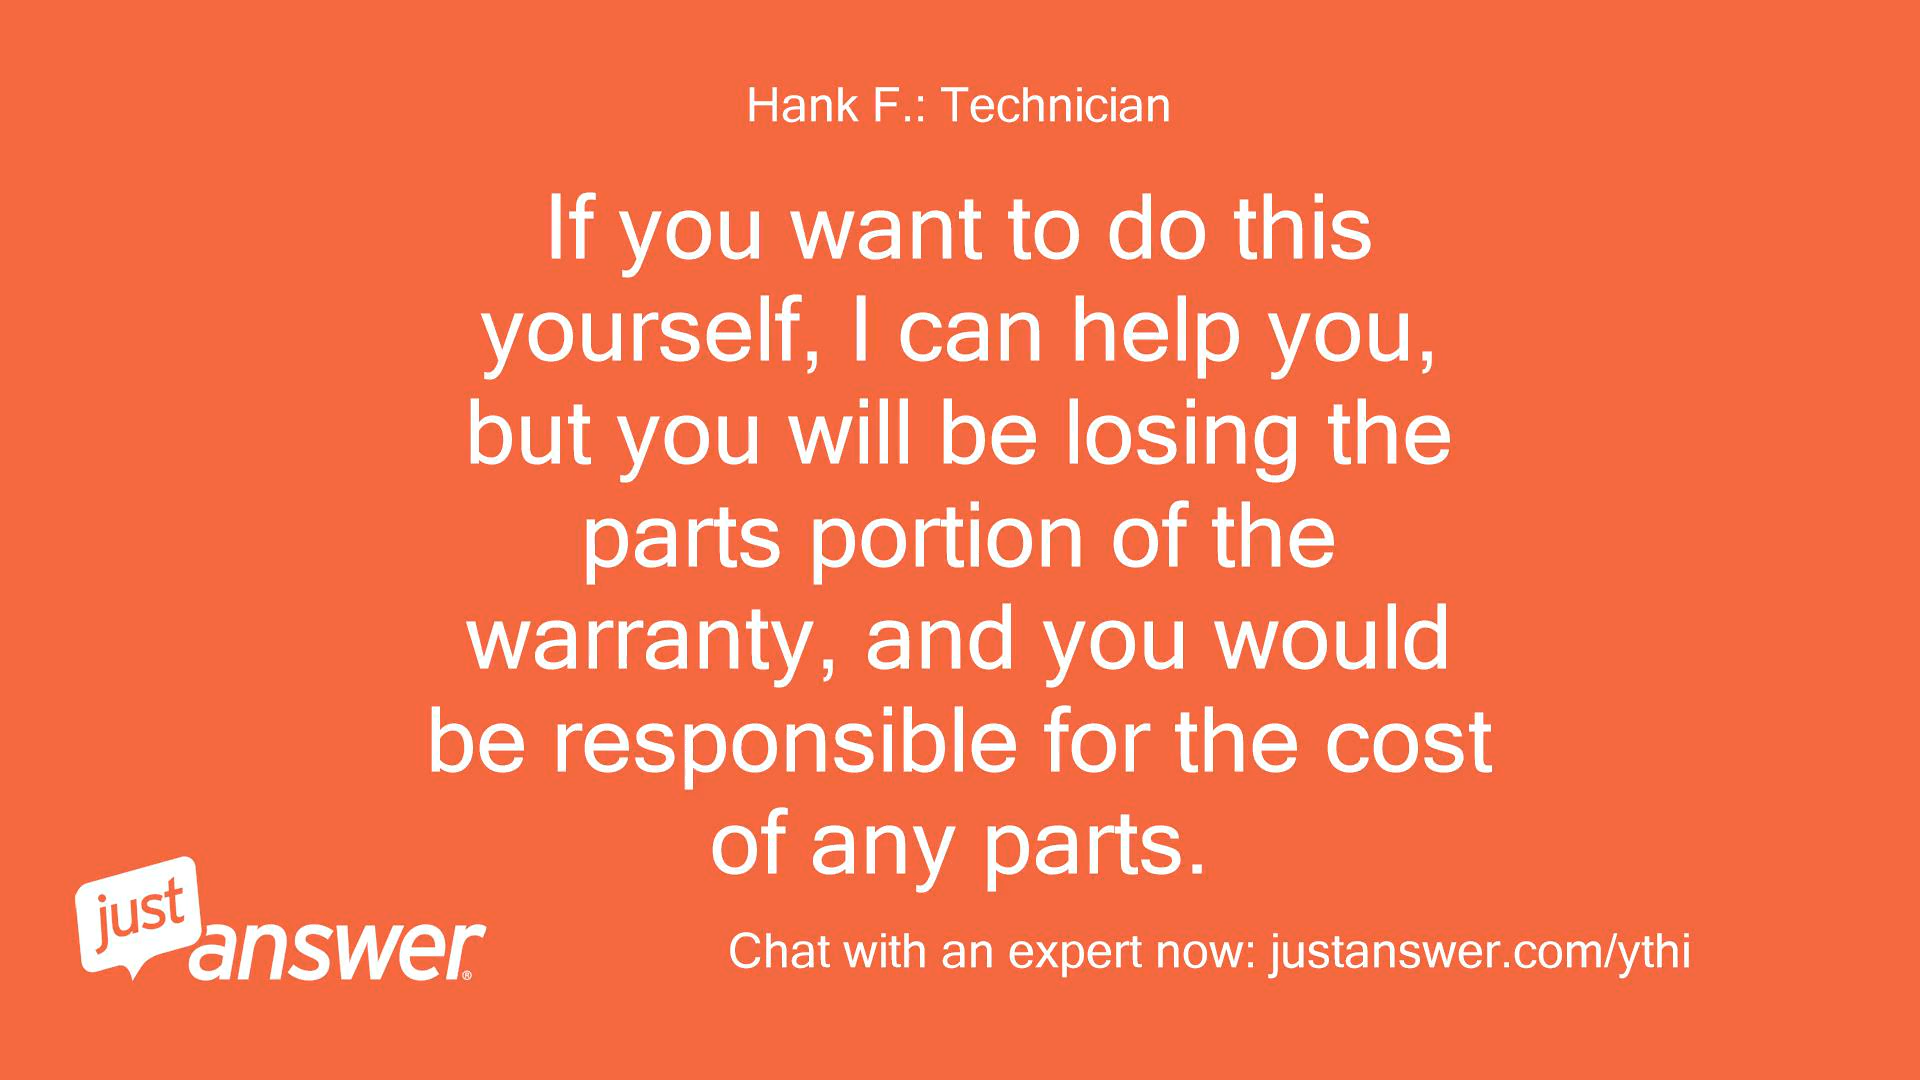 Hank F.: Technician
If you want to do this
yourself, I can help you,
but you will be losing the
parts portion of the
warranty, and you would
be responsible for the cost
of any parts.
just
answer®
Chat with an expert now: justanswer.com/ythi